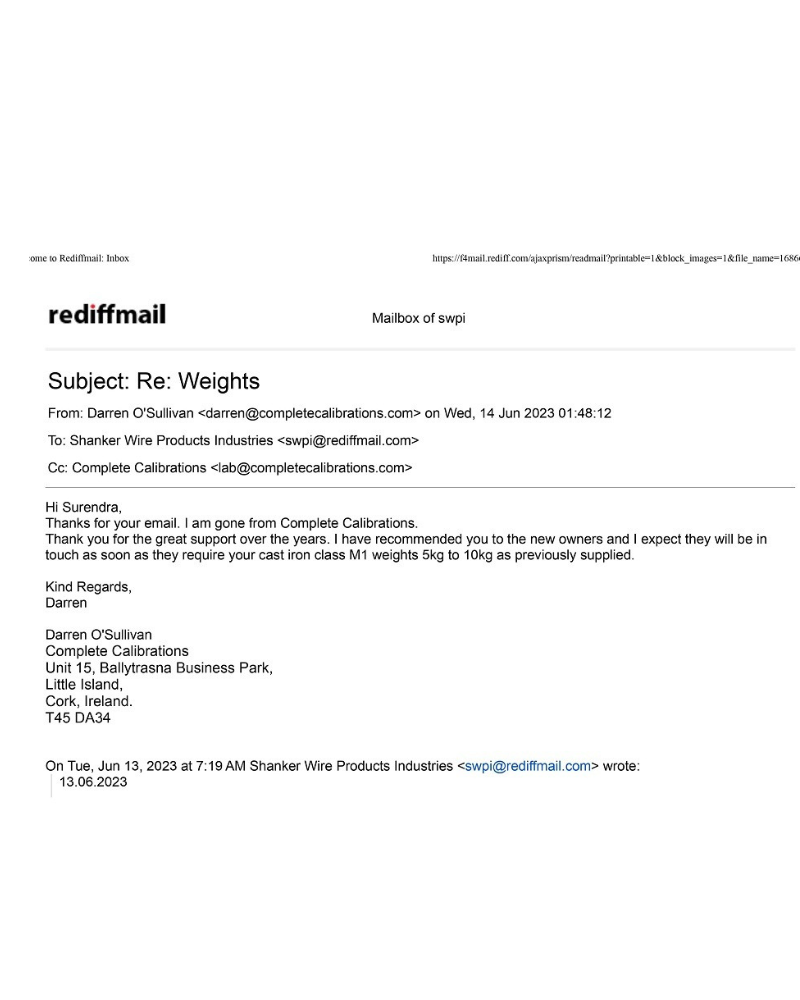 ome to Rediffmail: Inbox https://f4mail.rediff.com/ajaxprism/readmail?printable=1&block_images=1&file_name=1686
rediffmail Mailbox of swpi
Subject: Re: Weights
From: Darren O'Sullivan <darren@completecalibrations.com> on Wed, 14 Jun 2023 01:48:12
To: Shanker Wire Products Industries <swpi@rediffmail.com>
Cc: Complete Calibrations <lab@completecalibrations.com>
Hi Surendra,
Thanks for your email. I am gone from Complete Calibrations.
Thank you for the great support over the years. I have recommended you to the new owners and I expect they will be in
touch as soon as they require your cast iron class M1 weights 5kg to 10kg as previously supplied.
Kind Regards,
Darren
Darren O'Sullivan
Complete Calibrations
Unit 15, Ballytrasna Business Park,
Little Island,
Cork, Ireland.
T45 DA34
On Tue, Jun 13, 2023 at 7:19 AM Shanker Wire Products Industries <swpi@rediffmail.com> wrote:
13.06.2023